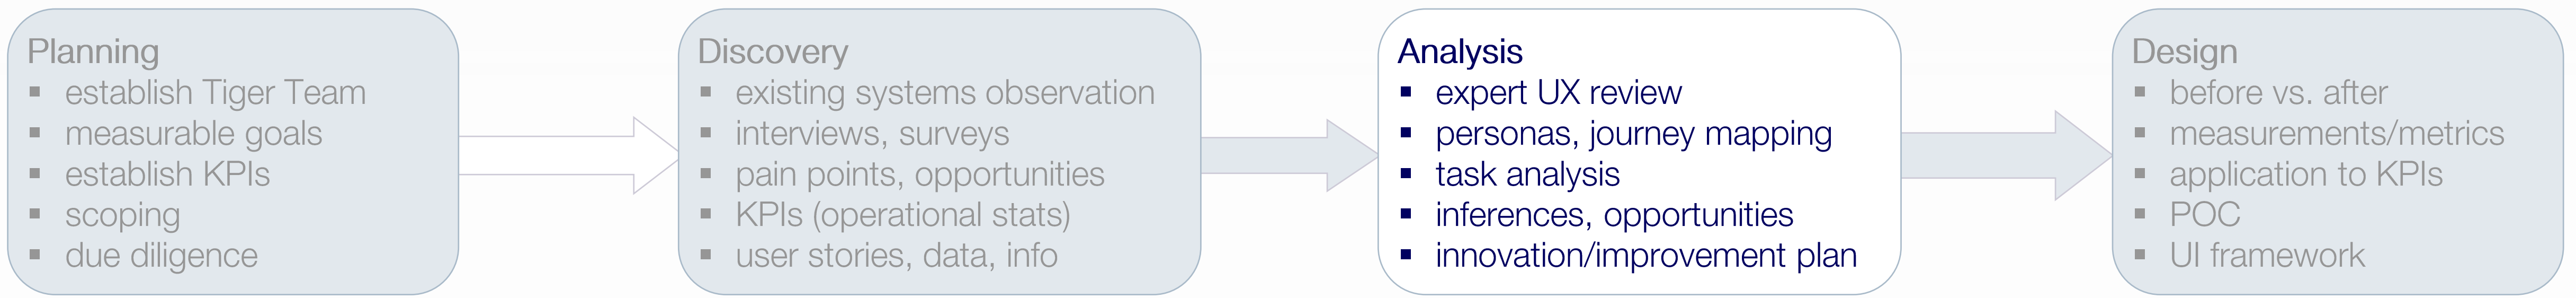 Planning
▪ establish Tiger Team
▪ measurable goals
▪ establish KPIs
▪ scoping
▪ due diligence
Discovery
▪ existing systems observation
▪ interviews, surveys
▪ pain points, opportunities
▪ KPIs (operational stats)
▪ user stories, data, info
Analysis
▪ expert UX review
▪ personas, journey mapping
▪ task analysis
▪ inferences, opportunities
▪ innovation/improvement plan
Design
▪ before vs. after
▪ measurements/metrics
▪ application to KPIs
▪ POC
▪ UI framework